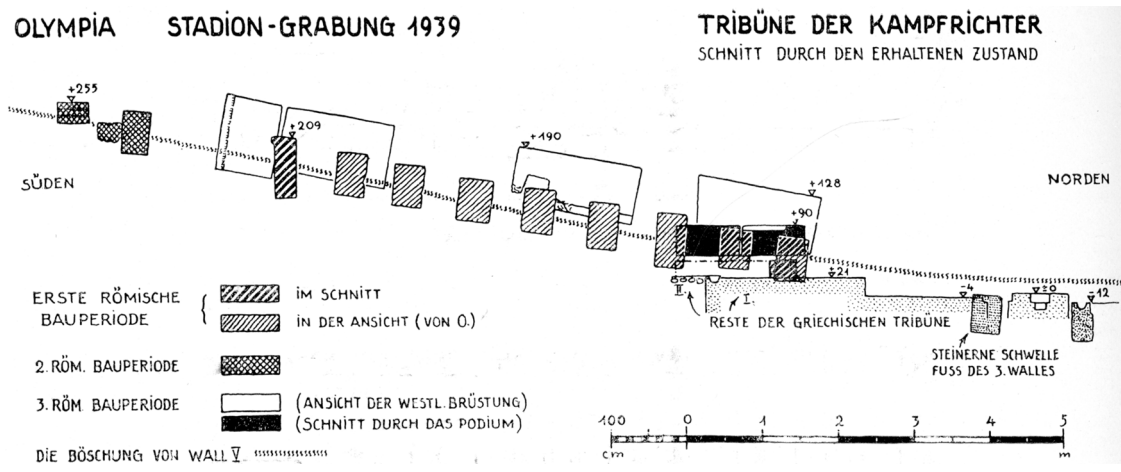 OLYMPIA STADION-GRABUNG 1939
TRIBÜNE DER KAMPFRICHTER
SCHNITT DURCH DEN ERHALTENEN ZUSTAND
+255
+209
+190
+128
+90
SÜDEN
NORDEN
+21
-4
±0
-12
II.
I.
RESTE DER GRIECHISCHEN TRIBÜNE
STEINERNE SCHWELLE
FUSS DES 3. WALLES
ERSTE RÖMISCHE
BAUPERIODE
IM SCHNITT
IN DER ANSICHT (VON O.)
2. RÖM. BAUPERIODE
3. RÖM. BAUPERIODE
(ANSICHT DER WESTL. BRÜSTUNG)
(SCHNITT DURCH DAS PODIUM)
DIE BÖSCHUNG VON WALL V
100 0 1 2 3 4 5
cm m